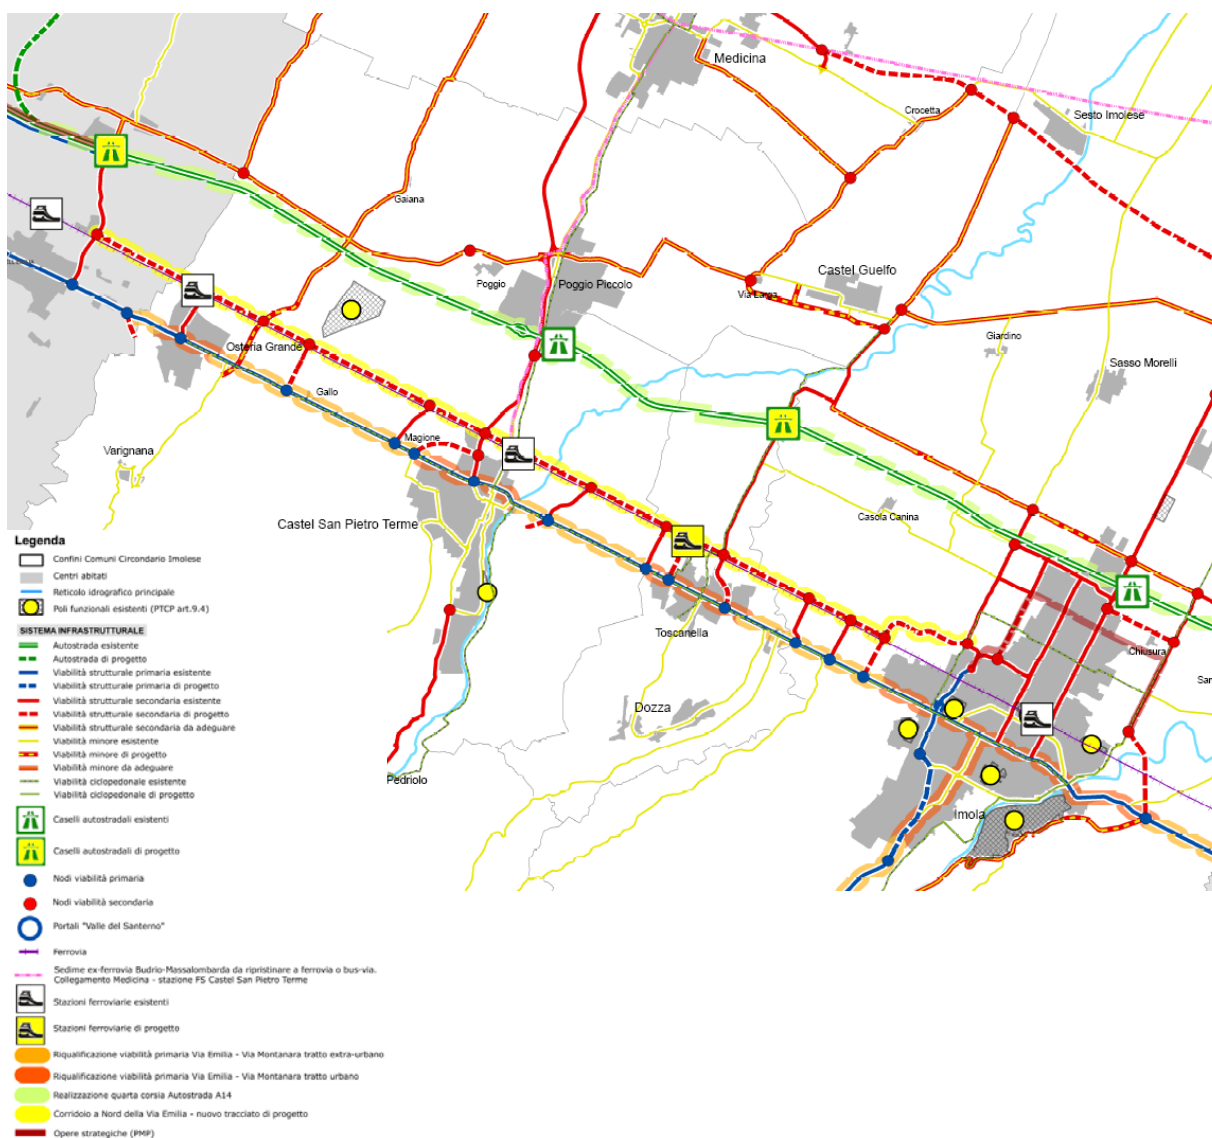 Medicina
Crocetta
Sesto Imolese
Gaiana
Castel Guelfo
Poggio
Poggio Piccolo
Via Larga
Giardino
Osteria Grande
Sasso Morelli
Gallo
Magione
Varignana
Castel San Pietro Terme
Casola Canina
Toscanella
Chiusura
San
Dozza
Pedriolo
Imola
Legenda
Confini Comuni Circondario Imolese
Centri abitati
Reticolo idrografico principale
Poli funzionali esistenti (PTCP art.9.4)
SISTEMA INFRASTRUTTURALE
Autostrada esistente
Autostrada di progetto
Viabilità strutturale primaria esistente
Viabilità strutturale primaria di progetto
Viabilità strutturale secondaria esistente
Viabilità strutturale secondaria di progetto
Viabilità strutturale secondaria da adeguare
Viabilità minore esistente
Viabilità minore di progetto
Viabilità minore da adeguare
Viabilità ciclopedonale esistente
Viabilità ciclopedonale di progetto
Caselli autostradali esistenti
Caselli autostradali di progetto
Nodi viabilità primaria
Nodi viabilità secondaria
Portali "Valle del Santerno"
Ferrovia
Sedime ex-ferrovia Budrio-Massalombarda da ripristinare a ferrovia o bus-via.
Collegamento Medicina - stazione FS Castel San Pietro Terme
Stazioni ferroviarie esistenti
Stazioni ferroviarie di progetto
Riqualificazione viabilità primaria Via Emilia - Via Montanara tratto extra-urbano
Riqualificazione viabilità primaria Via Emilia - Via Montanara tratto urbano
Realizzazione quarta corsia Autostrada A14
Corridoio a Nord della Via Emilia - nuovo tracciato di progetto
Opere strategiche (PMP)